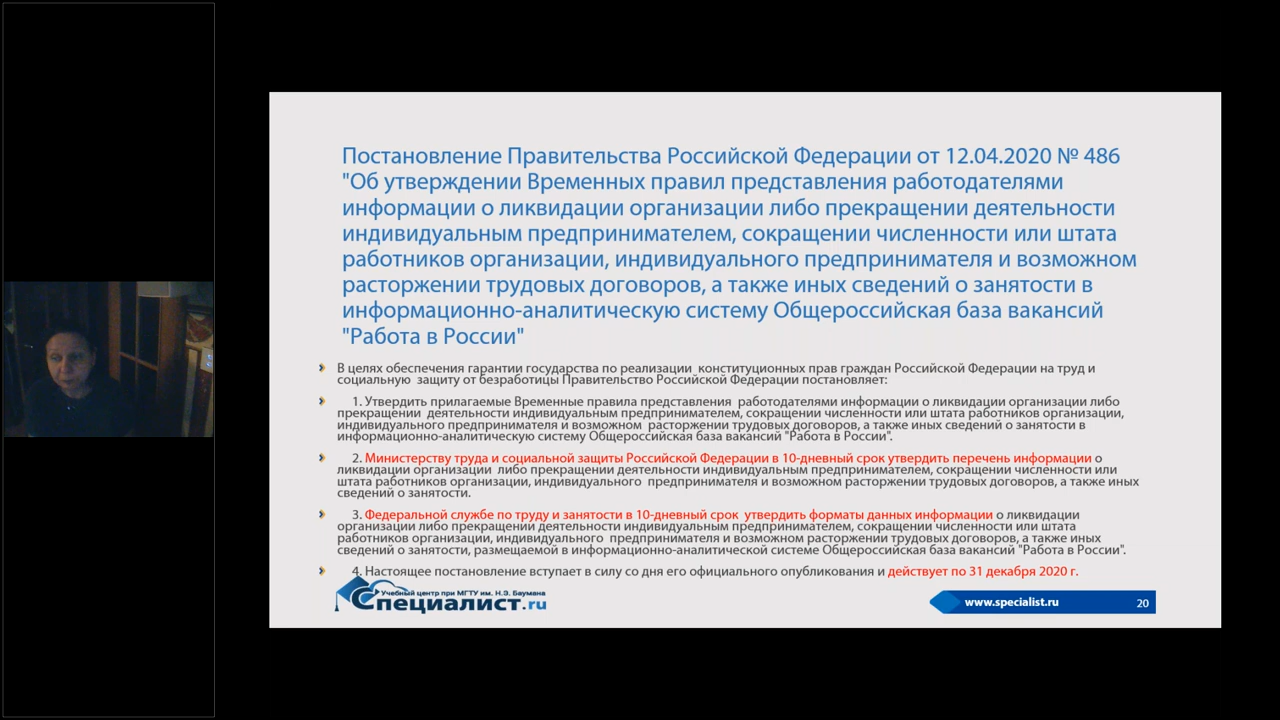 Постановление Правительства Российской Федерации от 12.04.2020 № 486
"Об утверждении Временных правил представления работодателями
информации о ликвидации организации либо прекращении деятельности
индивидуальным предпринимателем, сокращении численности или штата
работников организации, индивидуального предпринимателя и возможном
расторжении трудовых договоров, а также иных сведений о занятости в
информационно-аналитическую систему Общероссийская база вакансий
"Работа в России"
В целях обеспечения гарантии государства по реализации конституционных прав граждан Российской Федерации на труд и
социальную защиту от безработицы Правительство Российской Федерации постановляет:
1. Утвердить прилагаемые Временные правила представления работодателями информации о ликвидации организации либо
прекращении деятельности индивидуальным предпринимателем, сокращении численности или штата работников организации,
индивидуального предпринимателя и возможном расторжении трудовых договоров, а также иных сведений о занятости в
информационно-аналитическую систему Общероссийская база вакансий "Работа в России".
2. Министерству труда и социальной защиты Российской Федерации в 10-дневный срок утвердить перечень информации о
ликвидации организации либо прекращении деятельности индивидуальным предпринимателем, сокращении численности или
штата работников организации, индивидуального предпринимателя и возможном расторжении трудовых договоров, а также иных
сведений о занятости.
3. Федеральной службе по труду и занятости в 10-дневный срок утвердить форматы данных информации о ликвидации
организации либо прекращении деятельности индивидуальным предпринимателем, сокращении численности или штата
работников организации, индивидуального предпринимателя и возможном расторжении трудовых договоров, а также иных
сведений о занятости, размещаемой в информационно-аналитической системе Общероссийская база вакансий "Работа в России".
4. Настоящее постановление вступает в силу со дня его официального опубликования и действует по 31 декабря 2020 г.
Учебный центр при МГТУ им. Н.Э. Баумана
Специалист.ru
www.specialist.ru
20